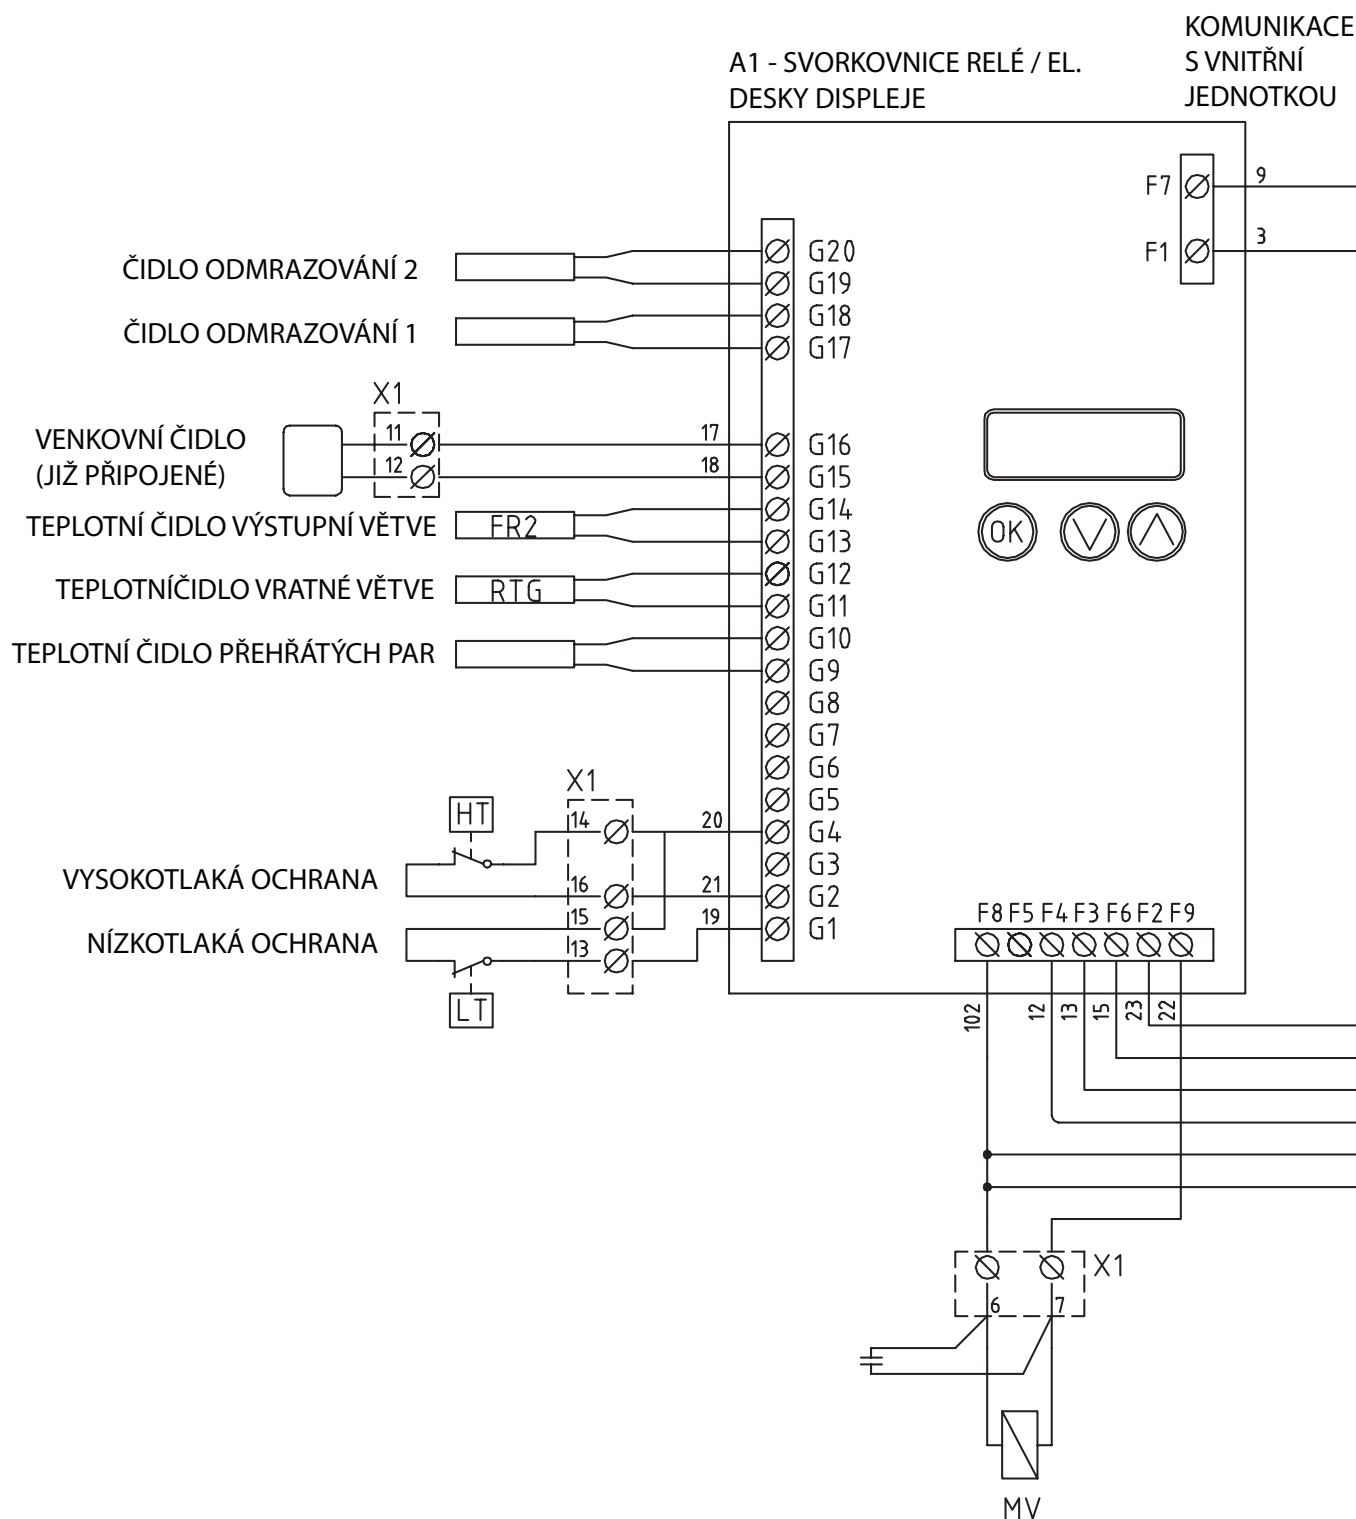 KOMUNIKACE
S VNITŘNÍ
JEDNOTKOU
A1 - SVORKOVNICE RELÉ / EL.
DESKY DISPLEJE
F7
9
F1
3
ČIDLO ODMRAZOVÁNÍ 2
G20
G19
ČIDLO ODMRAZOVÁNÍ 1
G18
G17
X1
VENKOVNÍ ČIDLO
(JIŽ PŘIPOJENÉ)
11
17
G16
12
18
G15
TEPLOTNÍ ČIDLO VÝSTUPNÍ VĚTVE
FR2
G14
G13
OK
TEPLOTNÍČIDLO VRATNÉ VĚTVE
RTG
G12
G11
TEPLOTNÍ ČIDLO PŘEHŘÁTÝCH PAR
G10
G9
G8
G7
G6
G5
X1
HT
14
20
G4
G3
VYSOKOTLAKÁ OCHRANA
16
21
G2
15
19
G1
NÍZKOTLAKÁ OCHRANA
13
LT
F8 F5 F4 F3 F6 F2 F9
102
12
13
15
23
22
X1
6
7
MV